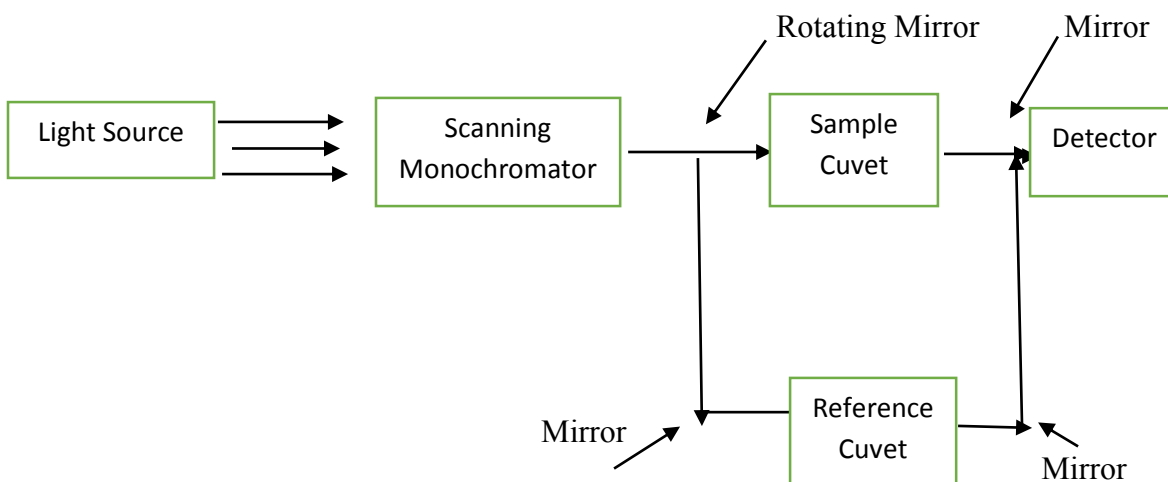 Rotating Mirror
Mirror
Light Source
Scanning
Monochromator
Sample
Cuvet
Detector
Mirror
Reference
Cuvet
Mirror